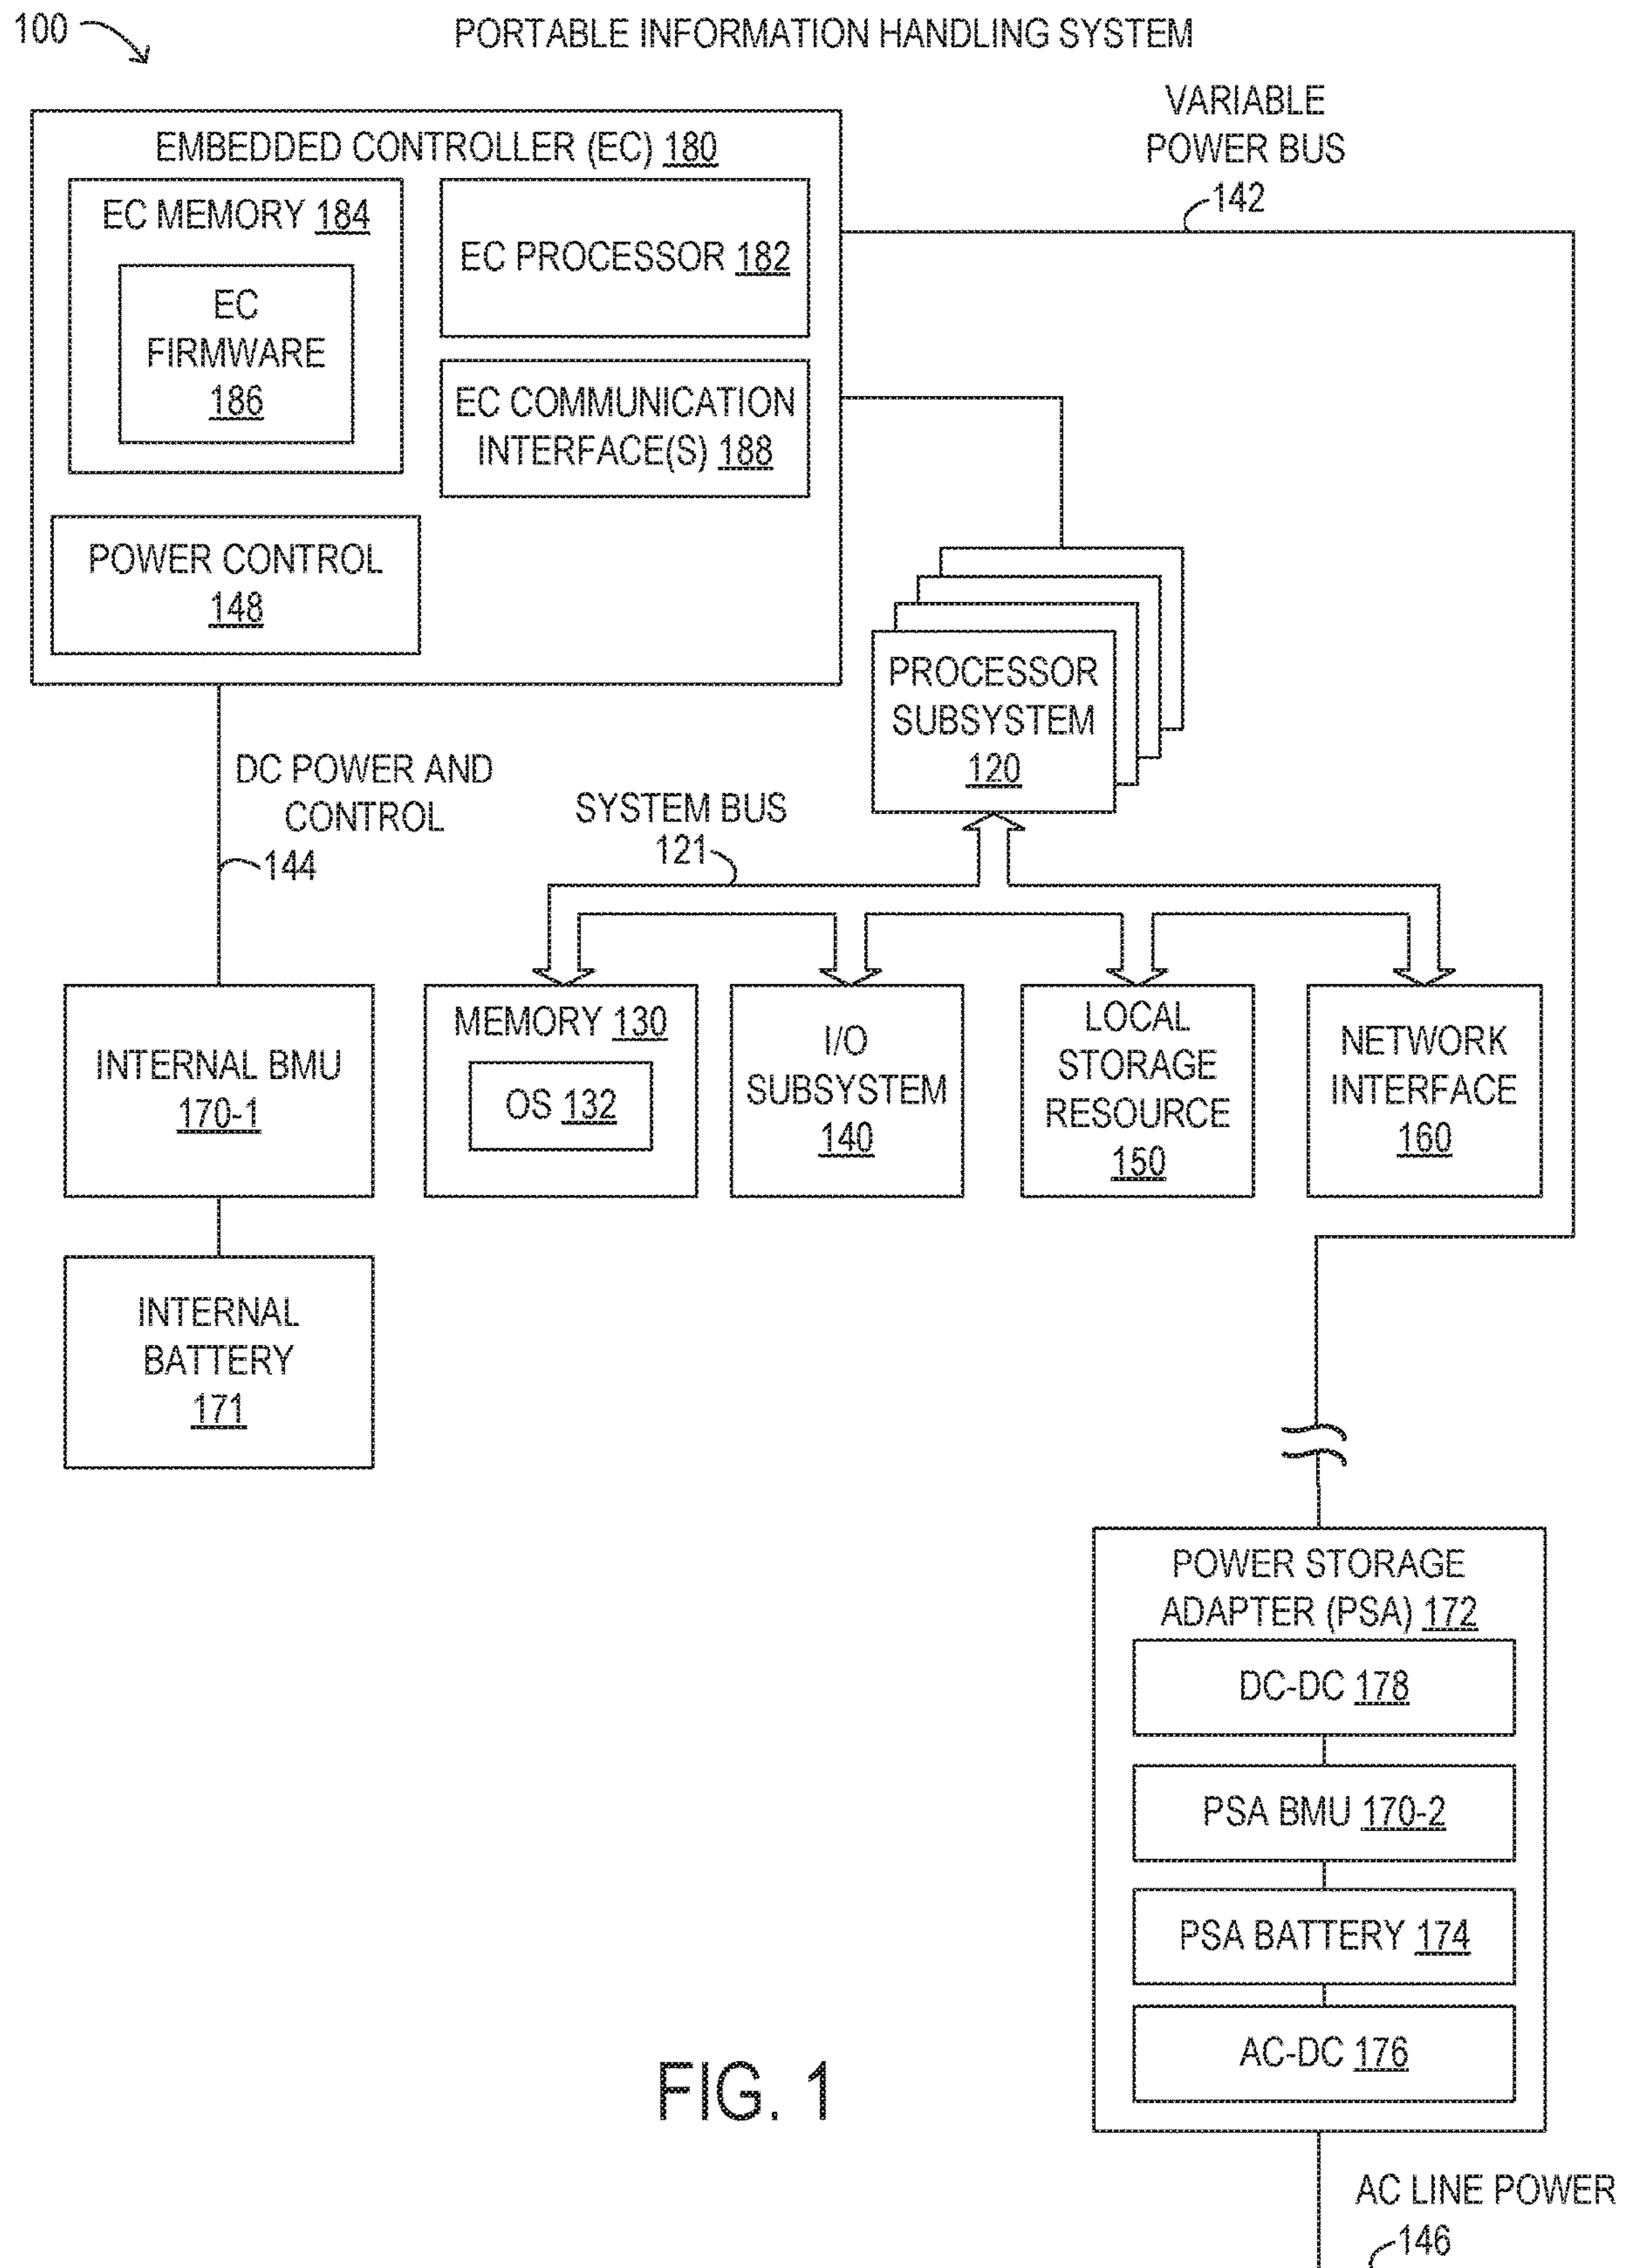 100
PORTABLE INFORMATION HANDLING SYSTEM
VARIABLE
POWER BUS
142
EMBEDDED CONTROLLER (EC) 180
EC MEMORY 184
EC
FIRMWARE
186
EC PROCESSOR 182
EC COMMUNICATION
INTERFACE(S) 188
POWER CONTROL
148
PROCESSOR
SUBSYSTEM
120
DC POWER AND
CONTROL
144
SYSTEM BUS
121
INTERNAL BMU
170-1
MEMORY 130
OS 132
I/O
SUBSYSTEM
140
LOCAL
STORAGE
RESOURCE
150
NETWORK
INTERFACE
160
INTERNAL
BATTERY
171
POWER STORAGE
ADAPTER (PSA) 172
DC-DC 178
PSA BMU 170-2
PSA BATTERY 174
AC-DC 176
FIG. 1
AC LINE POWER
146